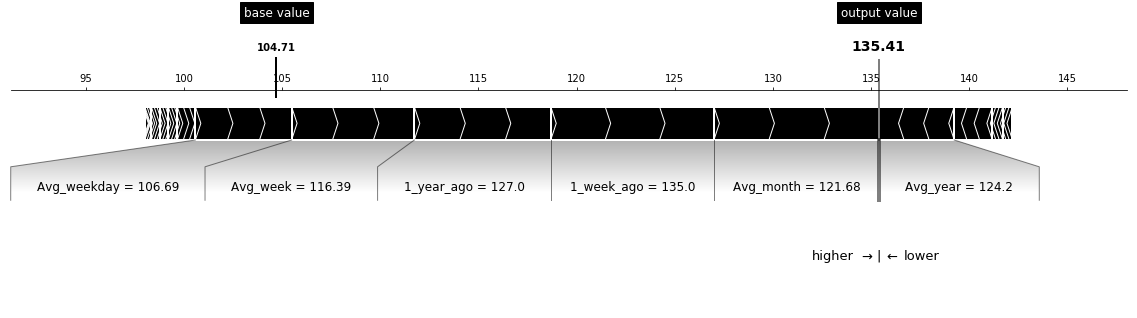 base value
output value
104.71
135.41
95 100 105 110 115 120 125 130 135 140 145
Avg_weekday = 106.69 Avg_week = 116.39 1_year_ago = 127.0 1_week_ago = 135.0 Avg_month = 121.68 Avg_year = 124.2
higher → | ← lower